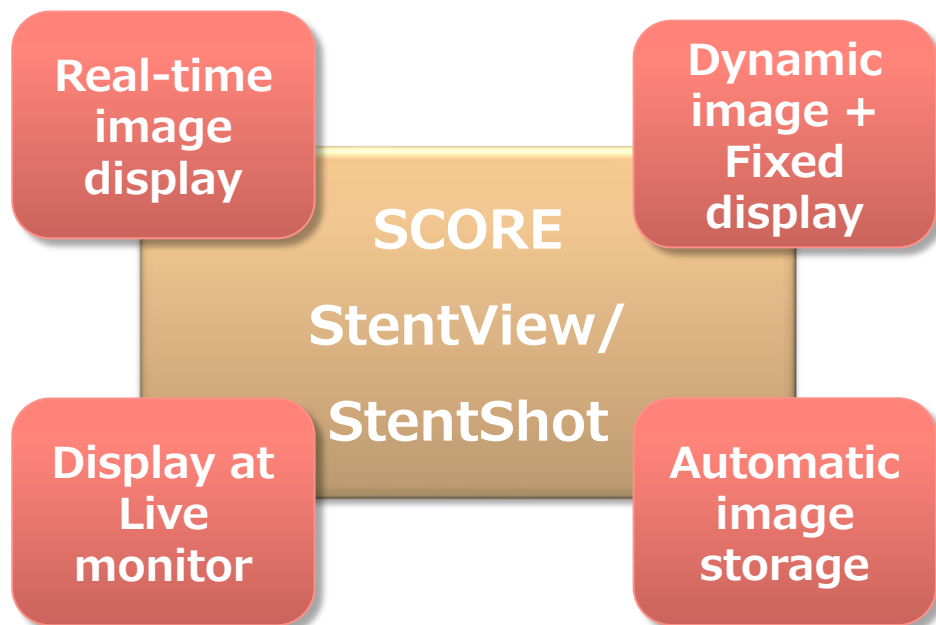 Real-time
image
display
Dynamic
image +
Fixed
display
SCORE
StentView/
StentShot
Display at
Live
monitor
Automatic
image
storage